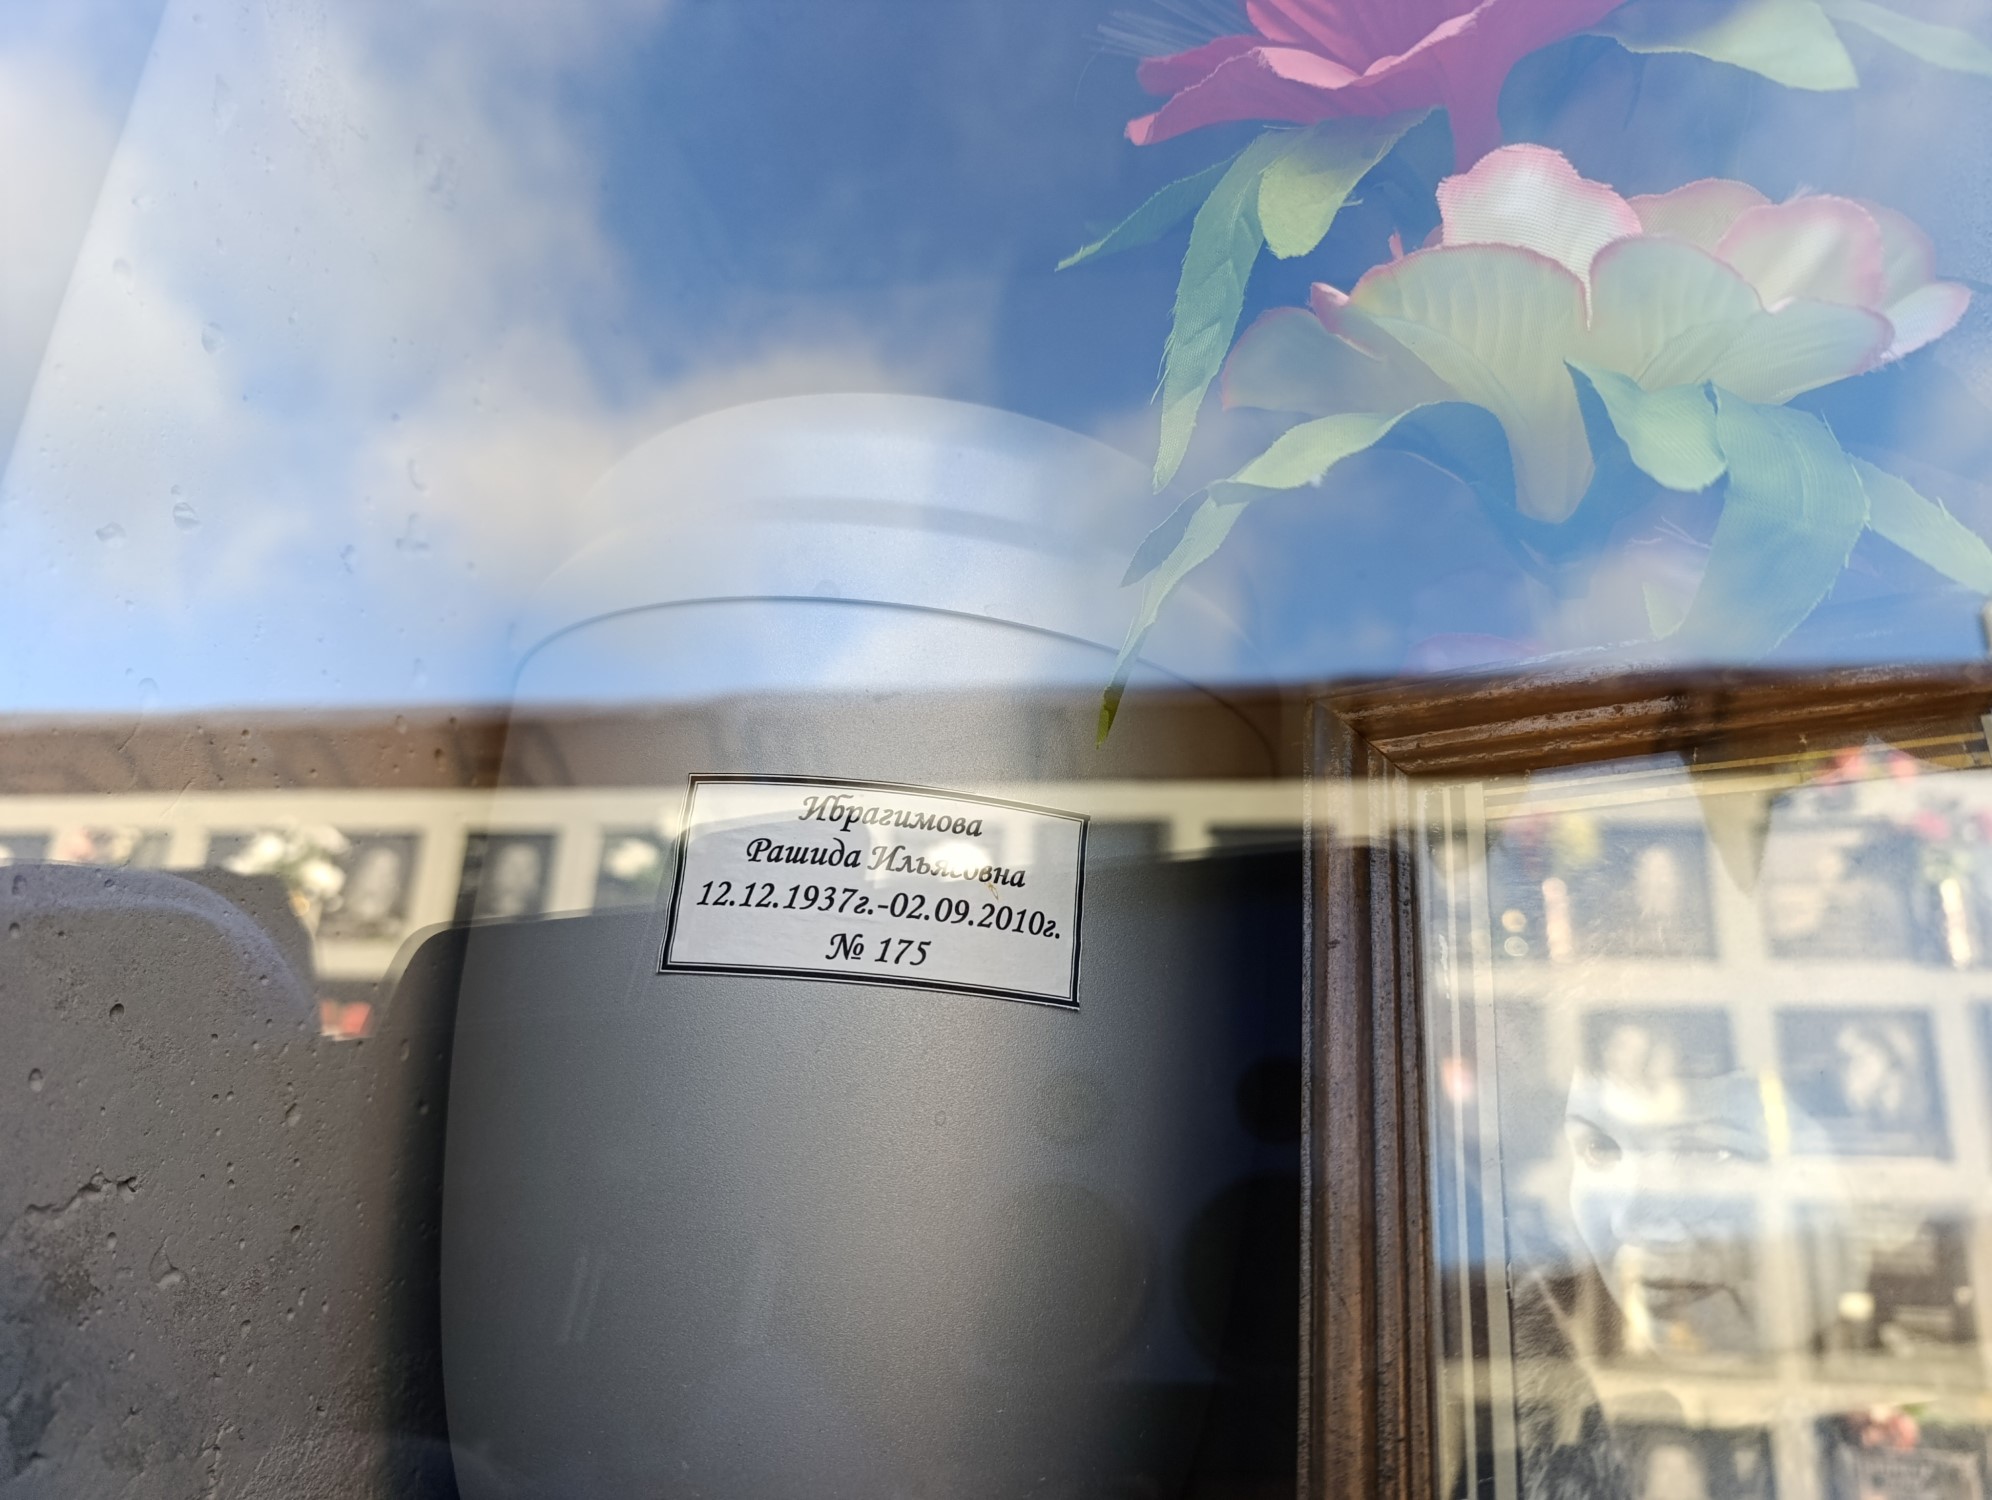 Ибрагимова
Рашида Ильясовна
12.12.1937г.-02.09.2010г.
№ 175